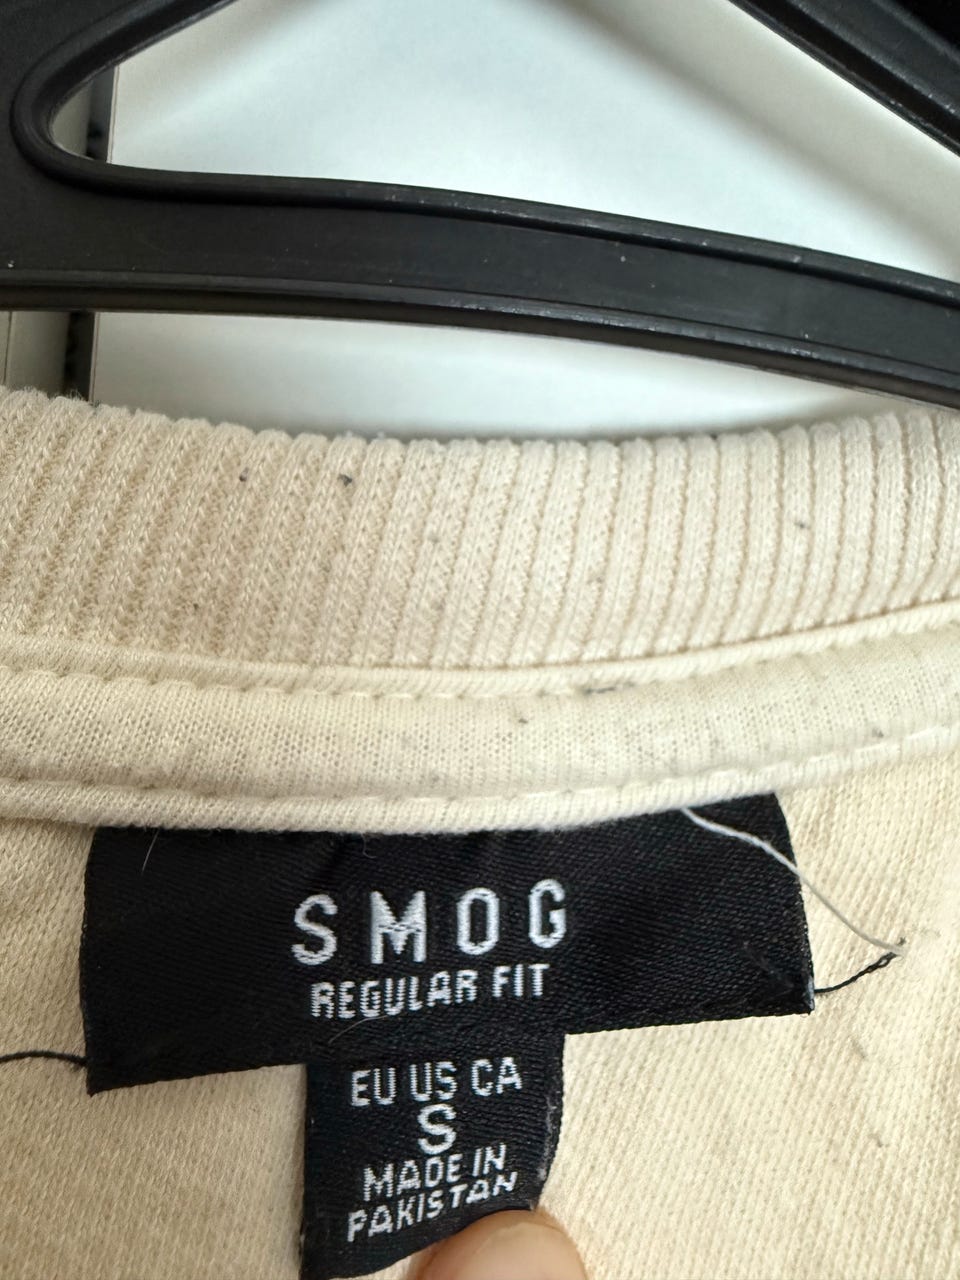 SMOG
REGULAR FIT
EU US CA
S
MADE IN
PAKISTAN